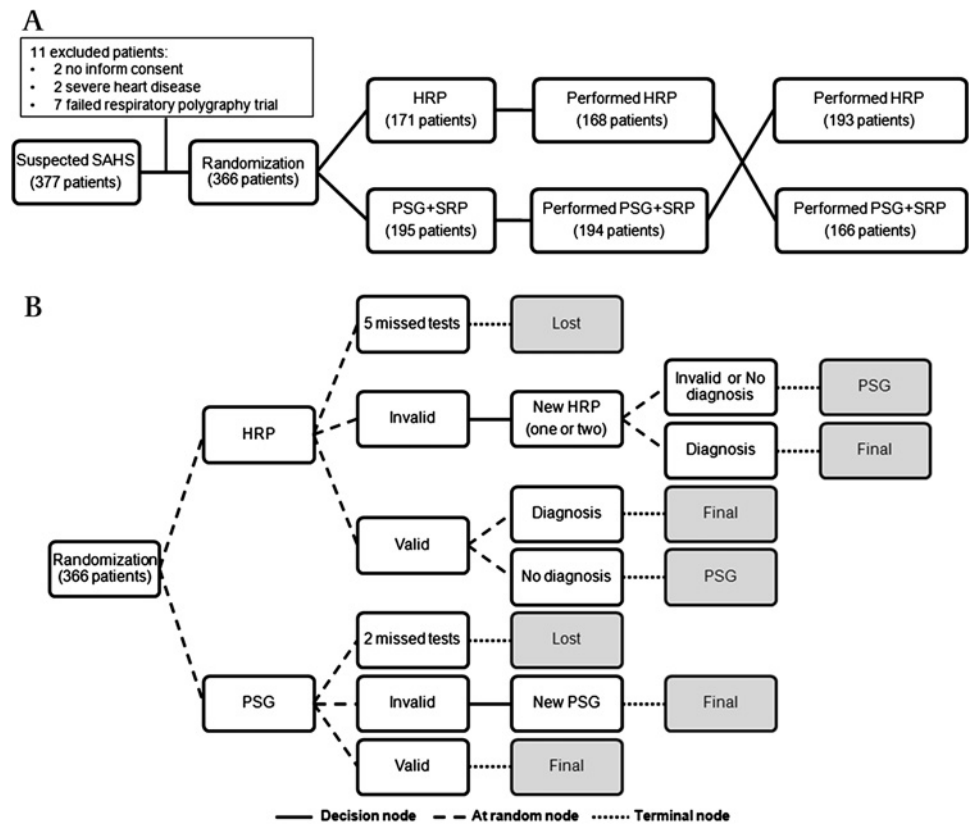 A
11 excluded patients:
• 2 no inform consent
• 2 severe heart disease
• 7 failed respiratory polygraphy trial
Suspected SAHS
(377 patients)
Randomization
(366 patients)
HRP
(171 patients)
Performed HRP
(168 patients)
Performed HRP
(193 patients)
PSG+SRP
(195 patients)
Performed PSG+SRP
(194 patients)
Performed PSG+SRP
(166 patients)
B
Randomization
(366 patients)
HRP
5 missed tests
Lost
Invalid
New HRP
(one or two)
Invalid or No
diagnosis
PSG
Diagnosis
Final
Valid
Diagnosis
Final
No diagnosis
PSG
PSG
2 missed tests
Lost
Invalid
New PSG
Final
Valid
Final
Decision node
At random node
Terminal node